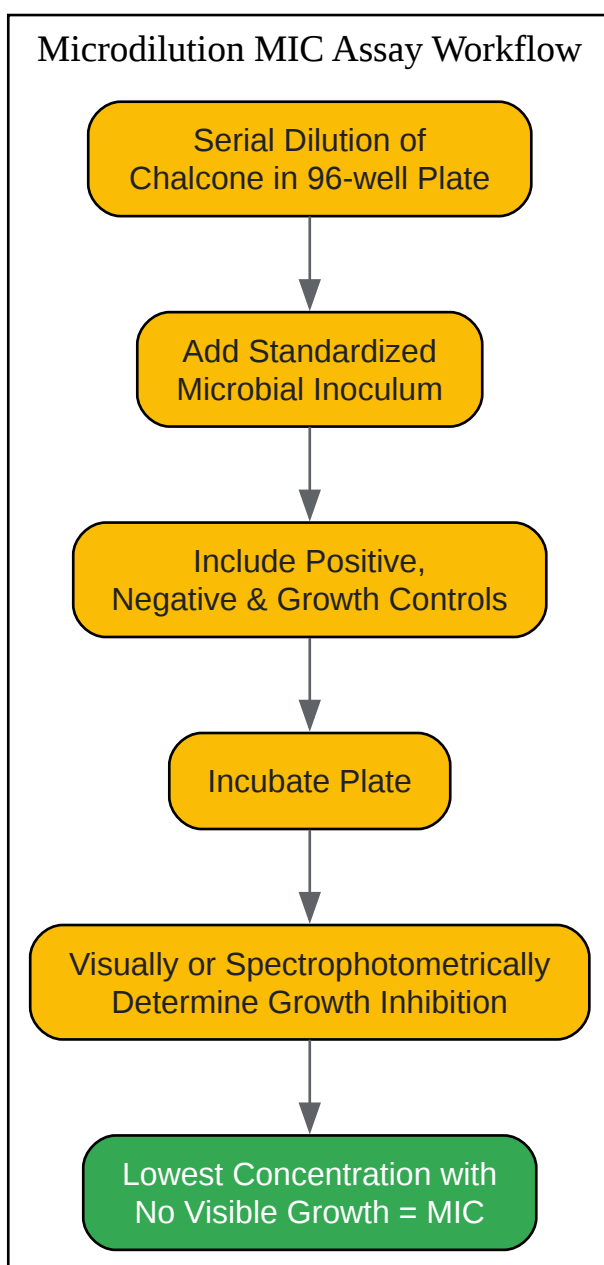 Microdilution MIC Assay Workflow
Serial Dilution of
Chalcone in 96-well Plate
Add Standardized
Microbial Inoculum
Include Positive,
Negative & Growth Controls
Incubate Plate
Visually or Spectrophotometrically
Determine Growth Inhibition
Lowest Concentration with
No Visible Growth = MIC